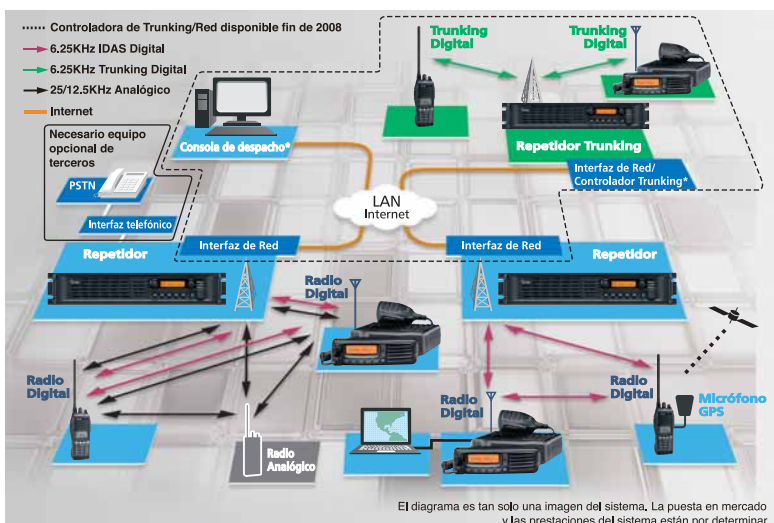 Controladora de Trunking/Red disponible fin de 2008
6.25KHz IDAS Digital
6.25KHz Trunking Digital
25/12.5KHz Analógico
Internet
Necesario equipo
opcional de
terceros
PSTN
Interfaz telefónico
Consola de despacho*
Trunking
Digital
Trunking
Digital
Repetidor Trunking
Interfaz de Red/
Controlador Trunking*
LAN
Internet
Interfaz de Red
Repetidor
Interfaz de Red
Repetidor
Radio
Digital
Radio
Digital
Radio
Analógico
Radio
Digital
Radio
Digital
Micrófono
GPS
El diagrama es tan solo una imagen del sistema. La puesta en mercado
y las prestaciones del sistema están por determinar